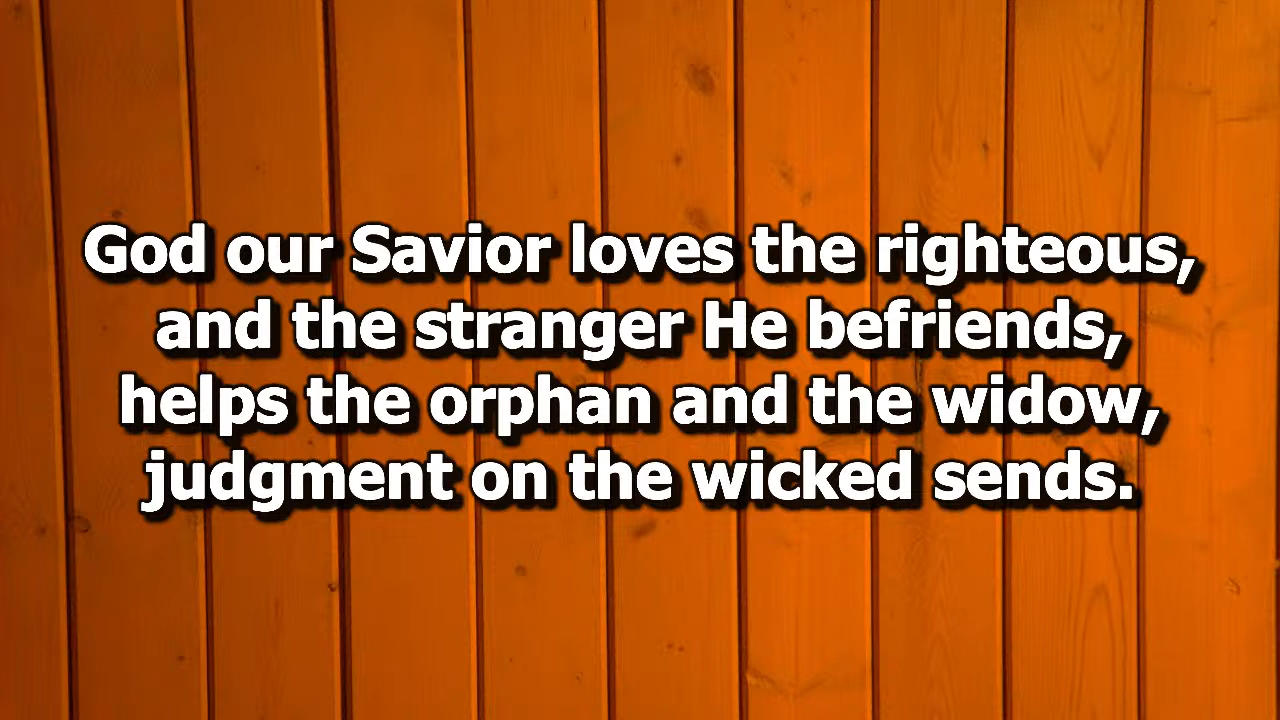 God our Savior loves the righteous,
and the stranger He befriends,
helps the orphan and the widow,
judgment on the wicked sends.